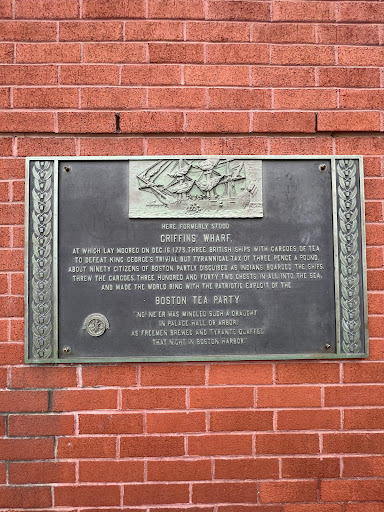 HERE FORMERLY STOOD
GRIFFINS WHARF
AT WHICH LAY MOORED ON DEC. 16 1773, THREE BRITISH SHIPS WITH CARGOES OF TEA.
TO DEFEAT KING GEORGE'S TRIVIAL BUT TYRANNICAL TAX OF THREE PENCE A POUND.
ABOUT NINETY CITIZENS OF BOSTON PARTLY DISGUISED AS INDIANS, BOARDED THE SHIPS,
THREW THE CARGOES, THREE HUNDRED AND FORTY TWO CHESTS IN ALL, INTO THE SEA
AND MADE THE WORLD RING WITH THE PATRIOTIC EXPLOIT OF THE
BOSTON TEA PARTY
"NO! NE'ER WAS MINGLED SUCH A DRAUGHT
IN PALACE, HALL, OR ARBOR,
AS FREEMEN BREWED AND TYRANTS QUAFFED
THAT NIGHT IN BOSTON HARBOR."